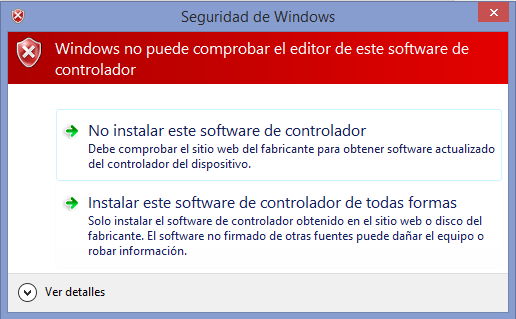 Seguridad de Windows
Windows no puede comprobar el editor de este software de
controlador
No instalar este software de controlador
Debe comprobar el sitio web del fabricante para obtener software actualizado
del controlador del dispositivo.
Instalar este software de controlador de todas formas
Solo instalar el software de controlador obtenido en el sitio web o disco del
fabricante. El software no firmado de otras fuentes puede dañar el equipo o
robar información.
Ver detalles